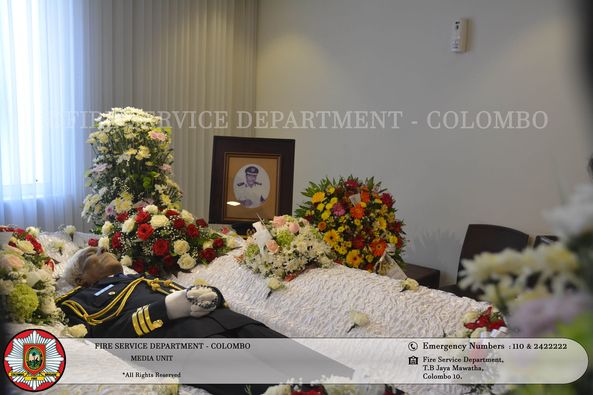 FIRE SERVICE DEPARTMENT - COLOMBO
FIRE SERVICE DEPARTMENT - COLOMBO
MEDIA UNIT
*All Rights Reserved
Emergency Numbers : 110 & 2422222
Fire Service Department,
T.B Jaya Mawatha,
Colombo 10.